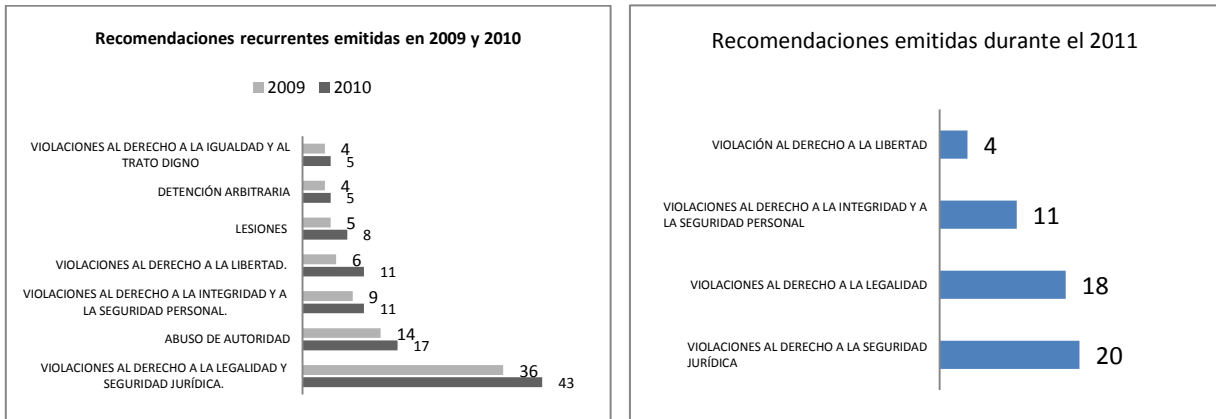 Recomendaciones recurrentes emitidas en 2009 y 2010
2009 2010
VIOLACIONES AL DERECHO A LA IGUALDAD Y AL
TRATO DIGNO
4
5
DETENCIÓN ARBITRARIA
4
5
LESIONES
5
8
VIOLACIONES AL DERECHO A LA LIBERTAD.
6
11
VIOLACIONES AL DERECHO A LA INTEGRIDAD Y A
LA SEGURIDAD PERSONAL.
9
11
ABUSO DE AUTORIDAD
14
17
VIOLACIONES AL DERECHO A LA LEGALIDAD Y
SEGURIDAD JURÍDICA.
36
43
Recomendaciones emitidas durante el 2011
VIOLACIÓN AL DERECHO A LA LIBERTAD
4
VIOLACIONES AL DERECHO A LA INTEGRIDAD Y A
LA SEGURIDAD PERSONAL
11
VIOLACIONES AL DERECHO A LA LEGALIDAD
18
VIOLACIONES AL DERECHO A LA SEGURIDAD
JURÍDICA
20